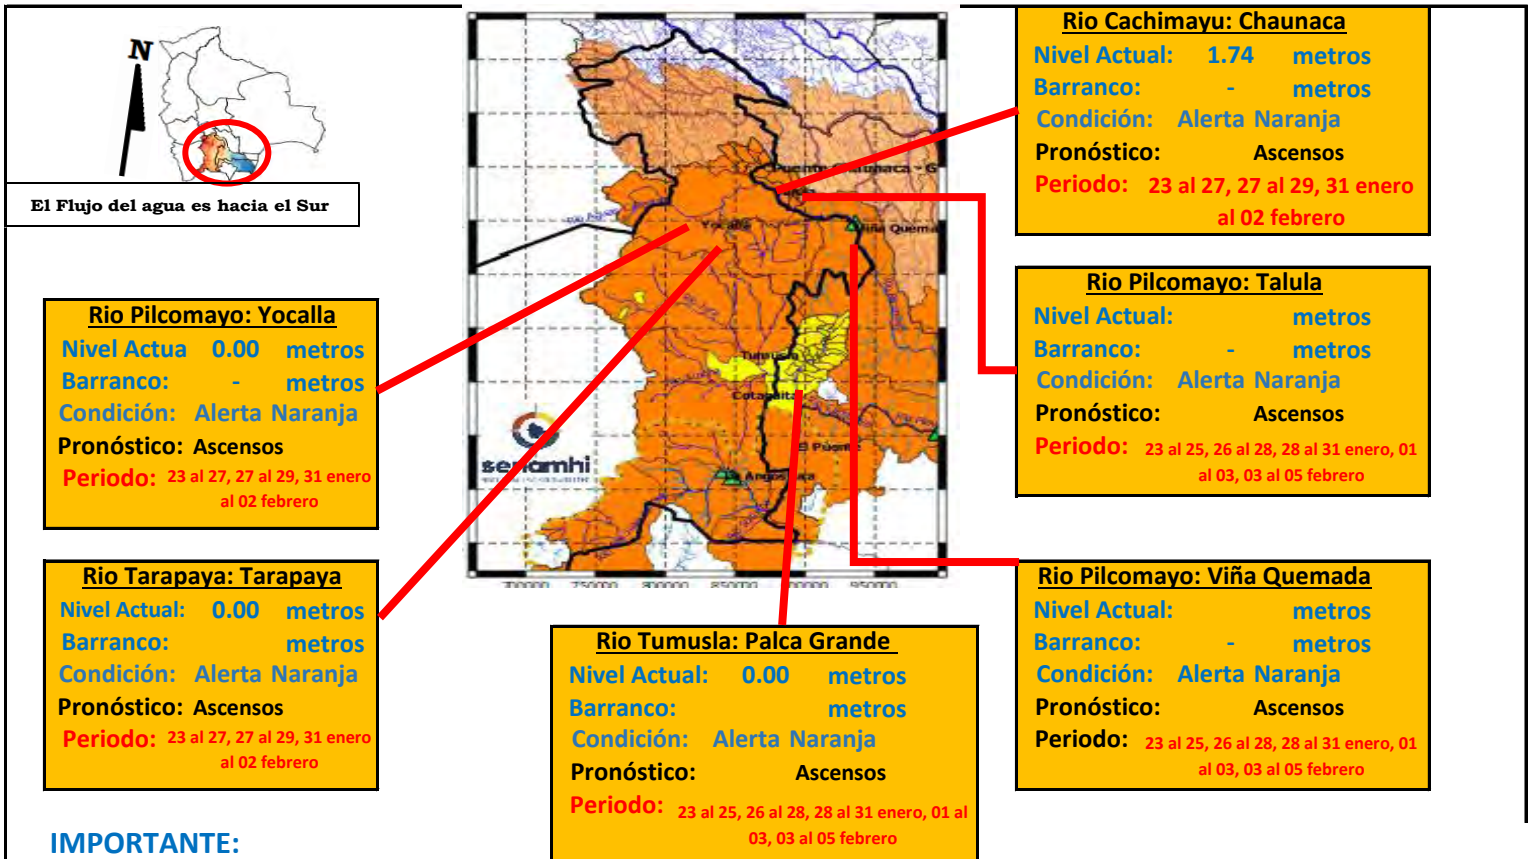 N
El Flujo del agua es hacia el Sur
Rio Pilcomayo: Yocalla
Nivel Actua 0.00 metros
Barranco: - metros
Condición: Alerta Naranja
Pronóstico: Ascensos
Periodo: 23 al 27, 27 al 29, 31 enero
al 02 febrero
Rio Tarapaya: Tarapaya
Nivel Actual: 0.00 metros
Barranco: metros
Condición: Alerta Naranja
Pronóstico: Ascensos
Periodo: 23 al 27, 27 al 29, 31 enero
al 02 febrero
IMPORTANTE:
Yocalla
Viña Quema
Tumusla
Cotagaita
El Puente
Angostura
senamhi
700000 750000 800000 850000 900000 950000
Rio Tumusla: Palca Grande
Nivel Actual: 0.00 metros
Barranco: metros
Condición: Alerta Naranja
Pronóstico: Ascensos
Periodo: 23 al 25, 26 al 28, 28 al 31 enero, 01 al
03, 03 al 05 febrero
Rio Cachimayu: Chaunaca
Nivel Actual: 1.74 metros
Barranco: - metros
Condición: Alerta Naranja
Pronóstico: Ascensos
Periodo: 23 al 27, 27 al 29, 31 enero
al 02 febrero
Rio Pilcomayo: Talula
Nivel Actual: metros
Barranco: - metros
Condición: Alerta Naranja
Pronóstico: Ascensos
Periodo: 23 al 25, 26 al 28, 28 al 31 enero, 01
al 03, 03 al 05 febrero
Rio Pilcomayo: Viña Quemada
Nivel Actual: metros
Barranco: - metros
Condición: Alerta Naranja
Pronóstico: Ascensos
Periodo: 23 al 25, 26 al 28, 28 al 31 enero, 01
al 03, 03 al 05 febrero